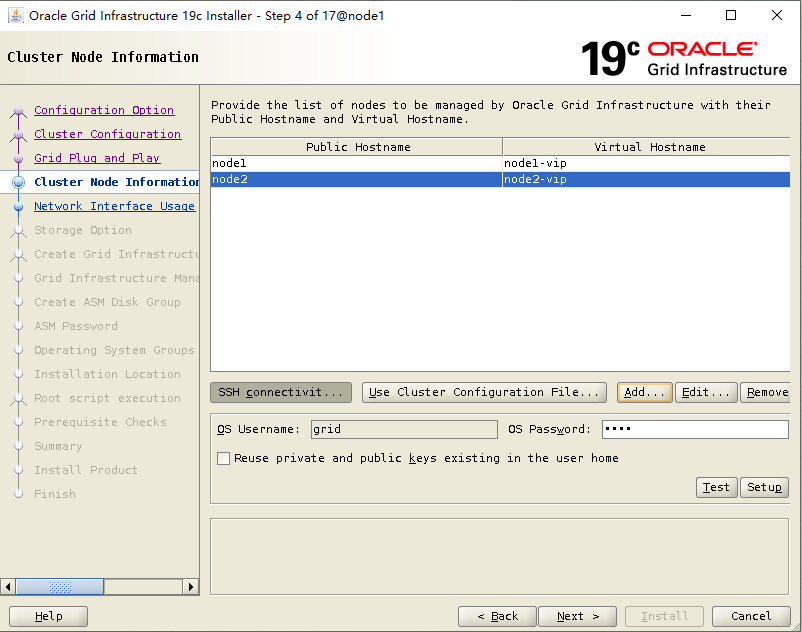 Oracle Grid Infrastructure 19c Installer - Step 4 of 17@node1
Cluster Node Information
19c ORACLE
Grid Infrastructure
Configuration Option
Cluster Configuration
Grid Plug and Play
Cluster Node Information
Network Interface Usage
Storage Option
Create Grid Infrastructu
Grid Infrastructure Mana
Create ASM Disk Group
ASM Password
Operating System Groups
Installation Location
Root script execution
Prerequisite Checks
Summary
Install Product
Finish
Provide the list of nodes to be managed by Oracle Grid Infrastructure with their
Public Hostname and Virtual Hostname.
Public Hostname Virtual Hostname
node1 node1-vip
node2 node2-vip
SSH connectivit... Use Cluster Configuration File... Add... Edit... Remove
OS Username: grid OS Password: ••••
Reuse private and public keys existing in the user home
Test Setup
Help < Back Next > Install Cancel